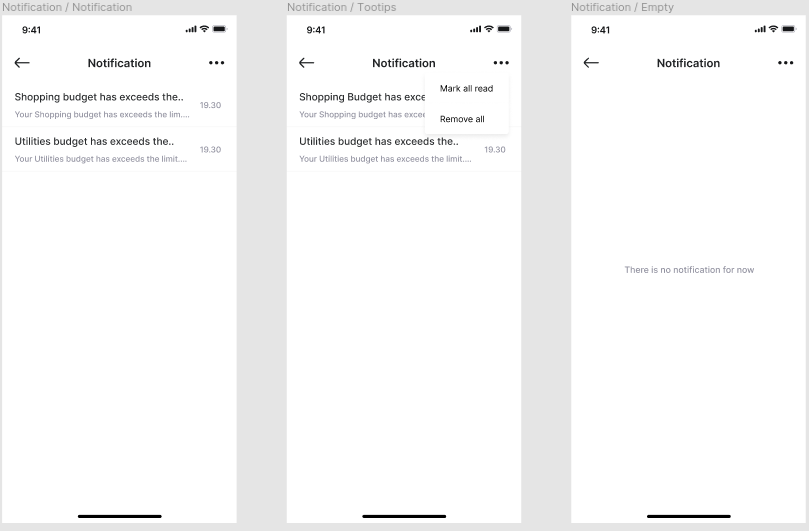 Notification / Notification
9:41
Notification
Shopping budget has exceeds the..
19.30
Your Shopping budget has exceeds the lim....
Utilities budget has exceeds the..
19.30
Your Utilities budget has exceeds the limit....
Notification / Tootips
9:41
Notification
Mark all read
Remove all
Shopping Budget has exce
Your Shopping budget has excee
Utilities budget has exceeds the..
19.30
Your Utilities budget has exceeds the limit....
Notification / Empty
9:41
Notification
There is no notification for now